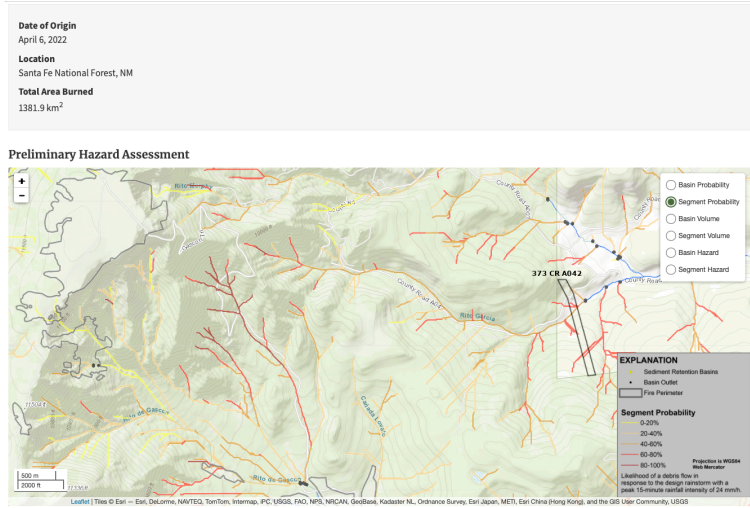 Date of Origin
April 6, 2022
Location
Santa Fe National Forest, NM
Total Area Burned
1381.9 km²
Preliminary Hazard Assessment
+
−
Basin Probability
Segment Probability
Basin Volume
Segment Volume
Basin Hazard
Segment Hazard
373 CR A042
County Road
Rito Garcia
Canada Lovato
Rito de Gascon
EXPLANATION
Sediment Retention Basins
Basin Outlet
Fire Perimeter
Segment Probability
0-20%
20-40%
40-60%
60-80%
80-100%
Projection is WGS84
Web Mercator
Likelihood of a debris flow in
response to the design rainstorm with a
peak 15-minute rainfall intensity of 24 mm/h.
500 m
2000 ft
Leaflet | Tiles © Esri — Esri, DeLorme, NAVTEQ, TomTom, Intermap, iPC, USGS, FAO, NPS, NRCAN, GeoBase, Kadaster NL, Ordnance Survey, Esri Japan, METI, Esri China (Hong Kong), and the GIS User Community, USGS